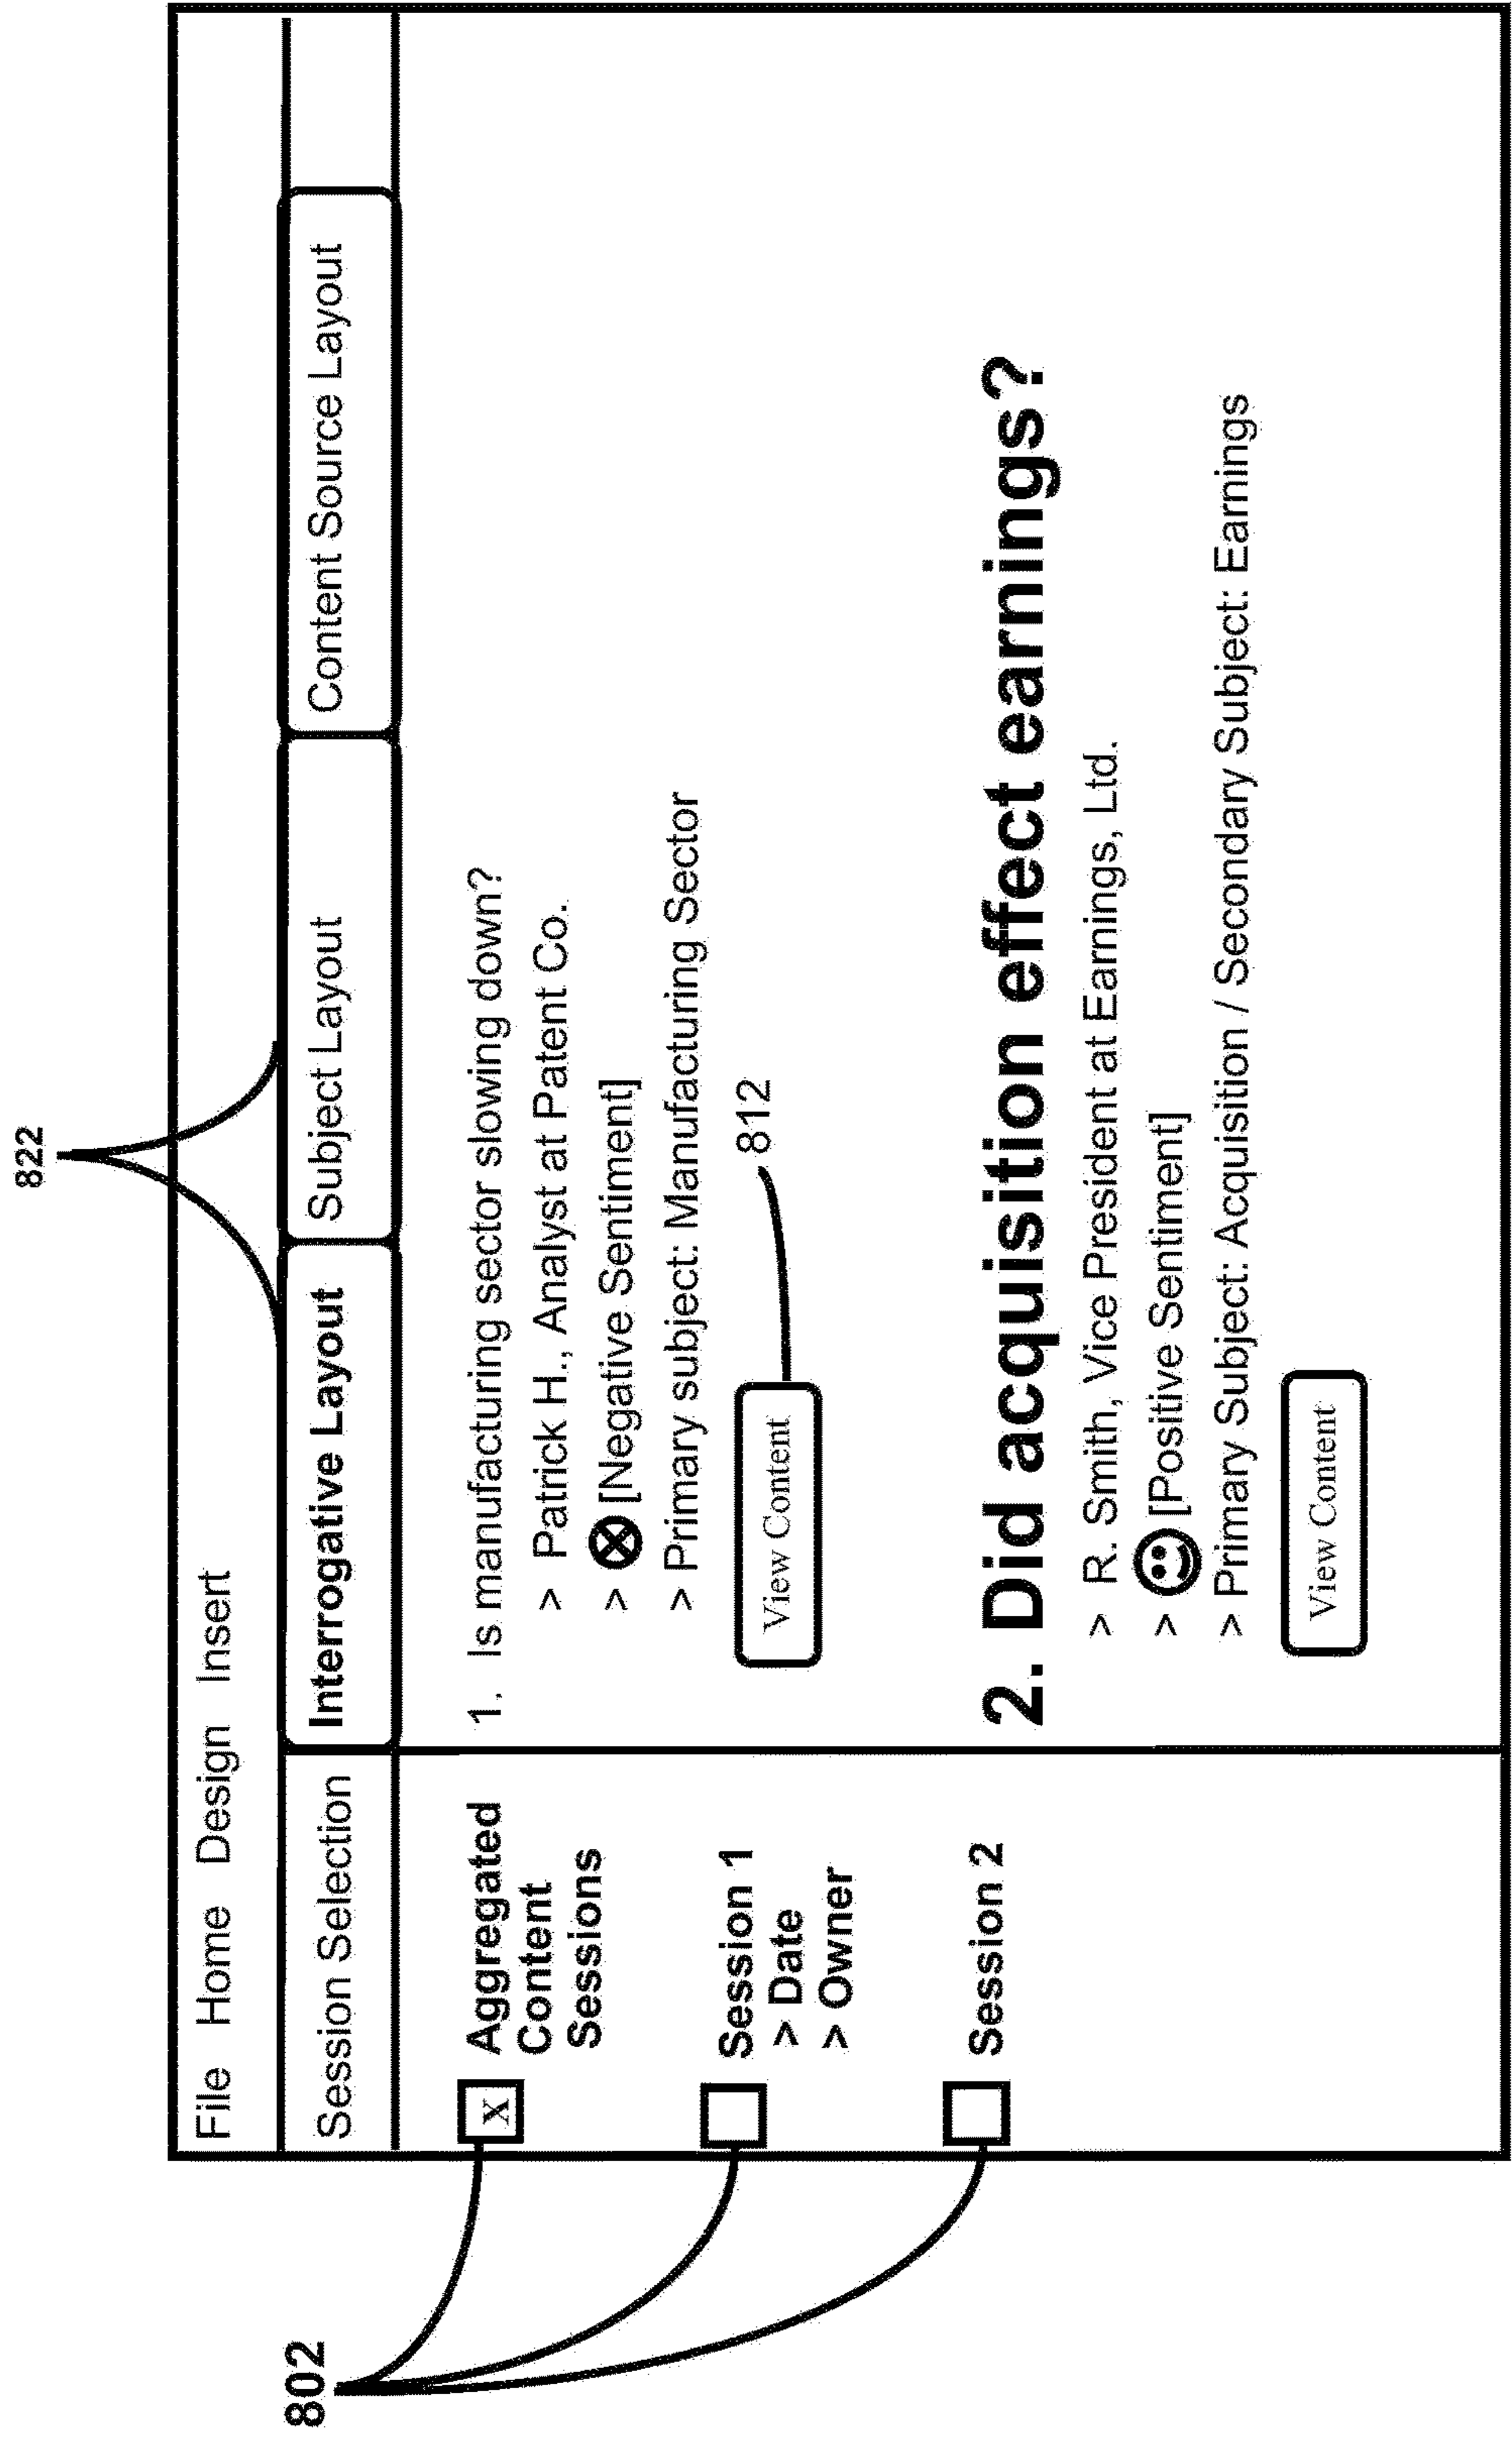 822
File Home Design Insert
Session Selection
Interrogative Layout
Subject Layout
Content Source Layout
802
X
Aggregated
Content
Sessions
Session 1
> Date
> Owner
Session 2
1. Is manufacturing sector slowing down?
> Patrick H., Analyst at Patent Co.
> [Negative Sentiment]
> Primary subject: Manufacturing Sector
View Content
812
2. Did acquisition effect earnings?
> R. Smith, Vice President at Earnings, Ltd.
> [Positive Sentiment]
> Primary Subject: Acquisition / Secondary Subject: Earnings
View Content